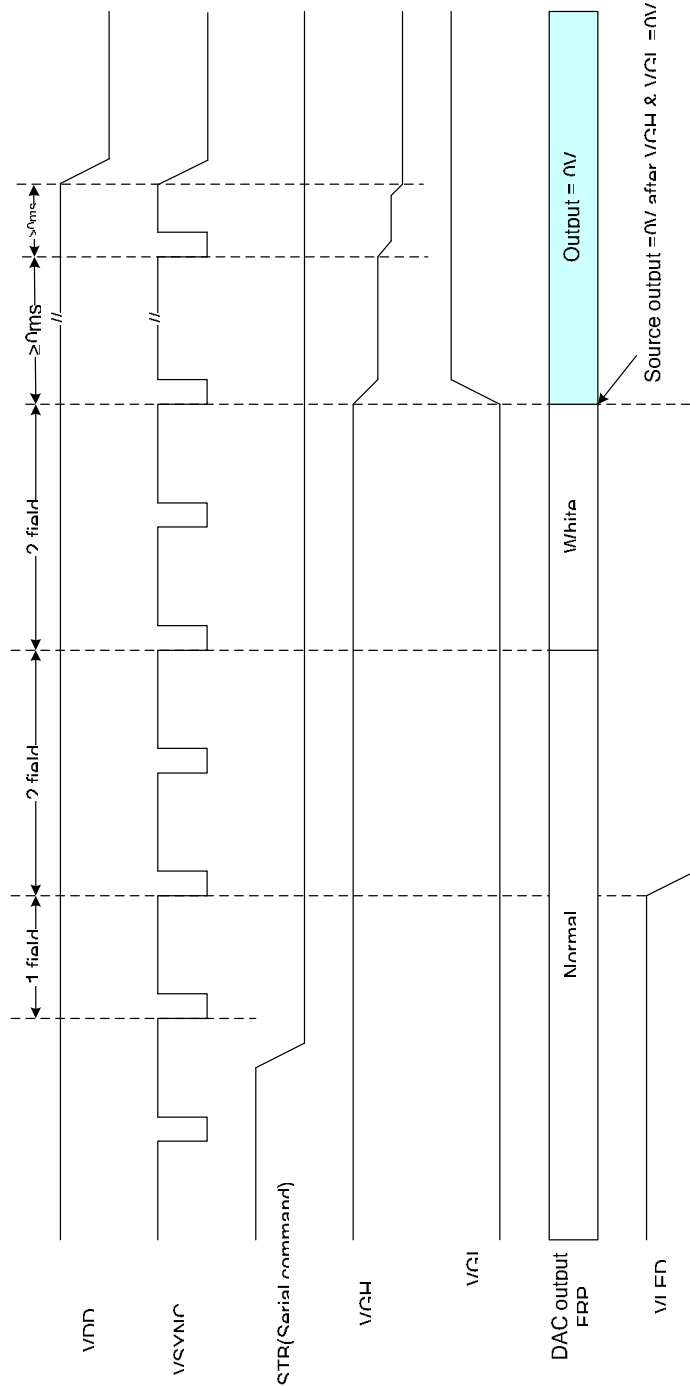 1 field
2 field
2 field
≥0ms
≥0ms
VDD
VSYNC
STB(Serial command)
VGH
VGL
DAC output
FRP
Normal
White
Output = 0V
VLED
Source output =0V after VGH & VGL =0V